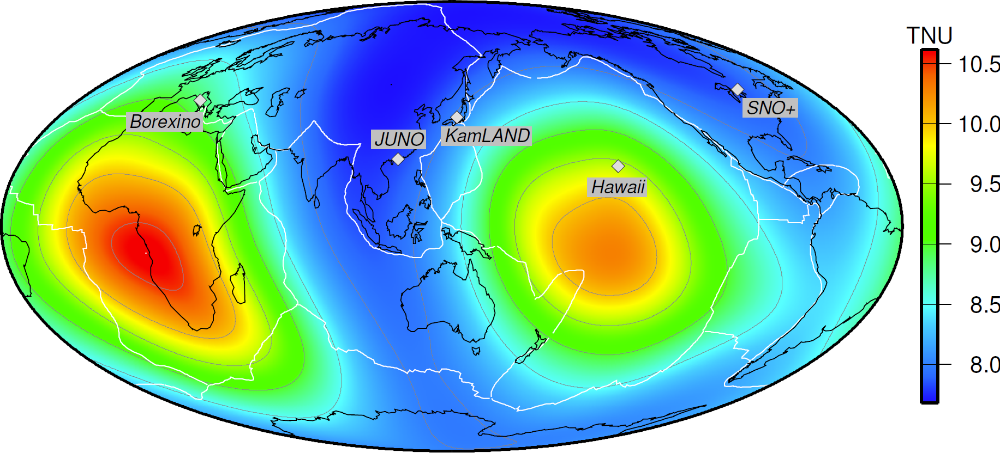 TNU
10.5
10.0
9.5
9.0
8.5
8.0
SNO+
Borexino
JUNO
KamLAND
Hawaii